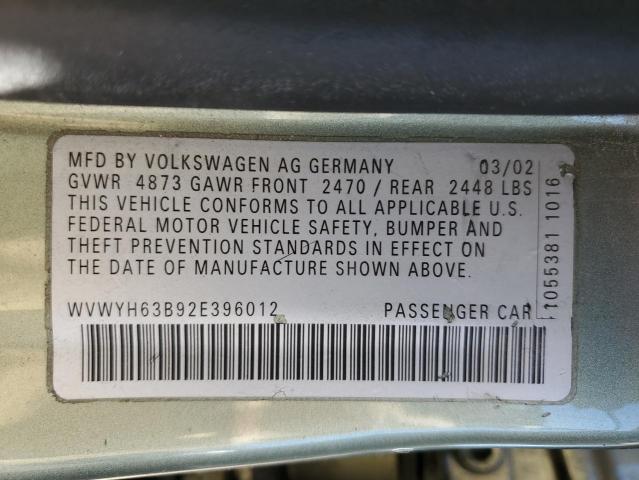 MFD BY VOLKSWAGEN AG GERMANY 03/02
GVWR 4873 GAWR FRONT 2470 / REAR 2448 LBS
THIS VEHICLE CONFORMS TO ALL APPLICABLE U.S.
FEDERAL MOTOR VEHICLE SAFETY, BUMPER AND
THEFT PREVENTION STANDARDS IN EFFECT ON
THE DATE OF MANUFACTURE SHOWN ABOVE.
WVWYH63B92E396012 PASSENGER CAR
1055381 1016